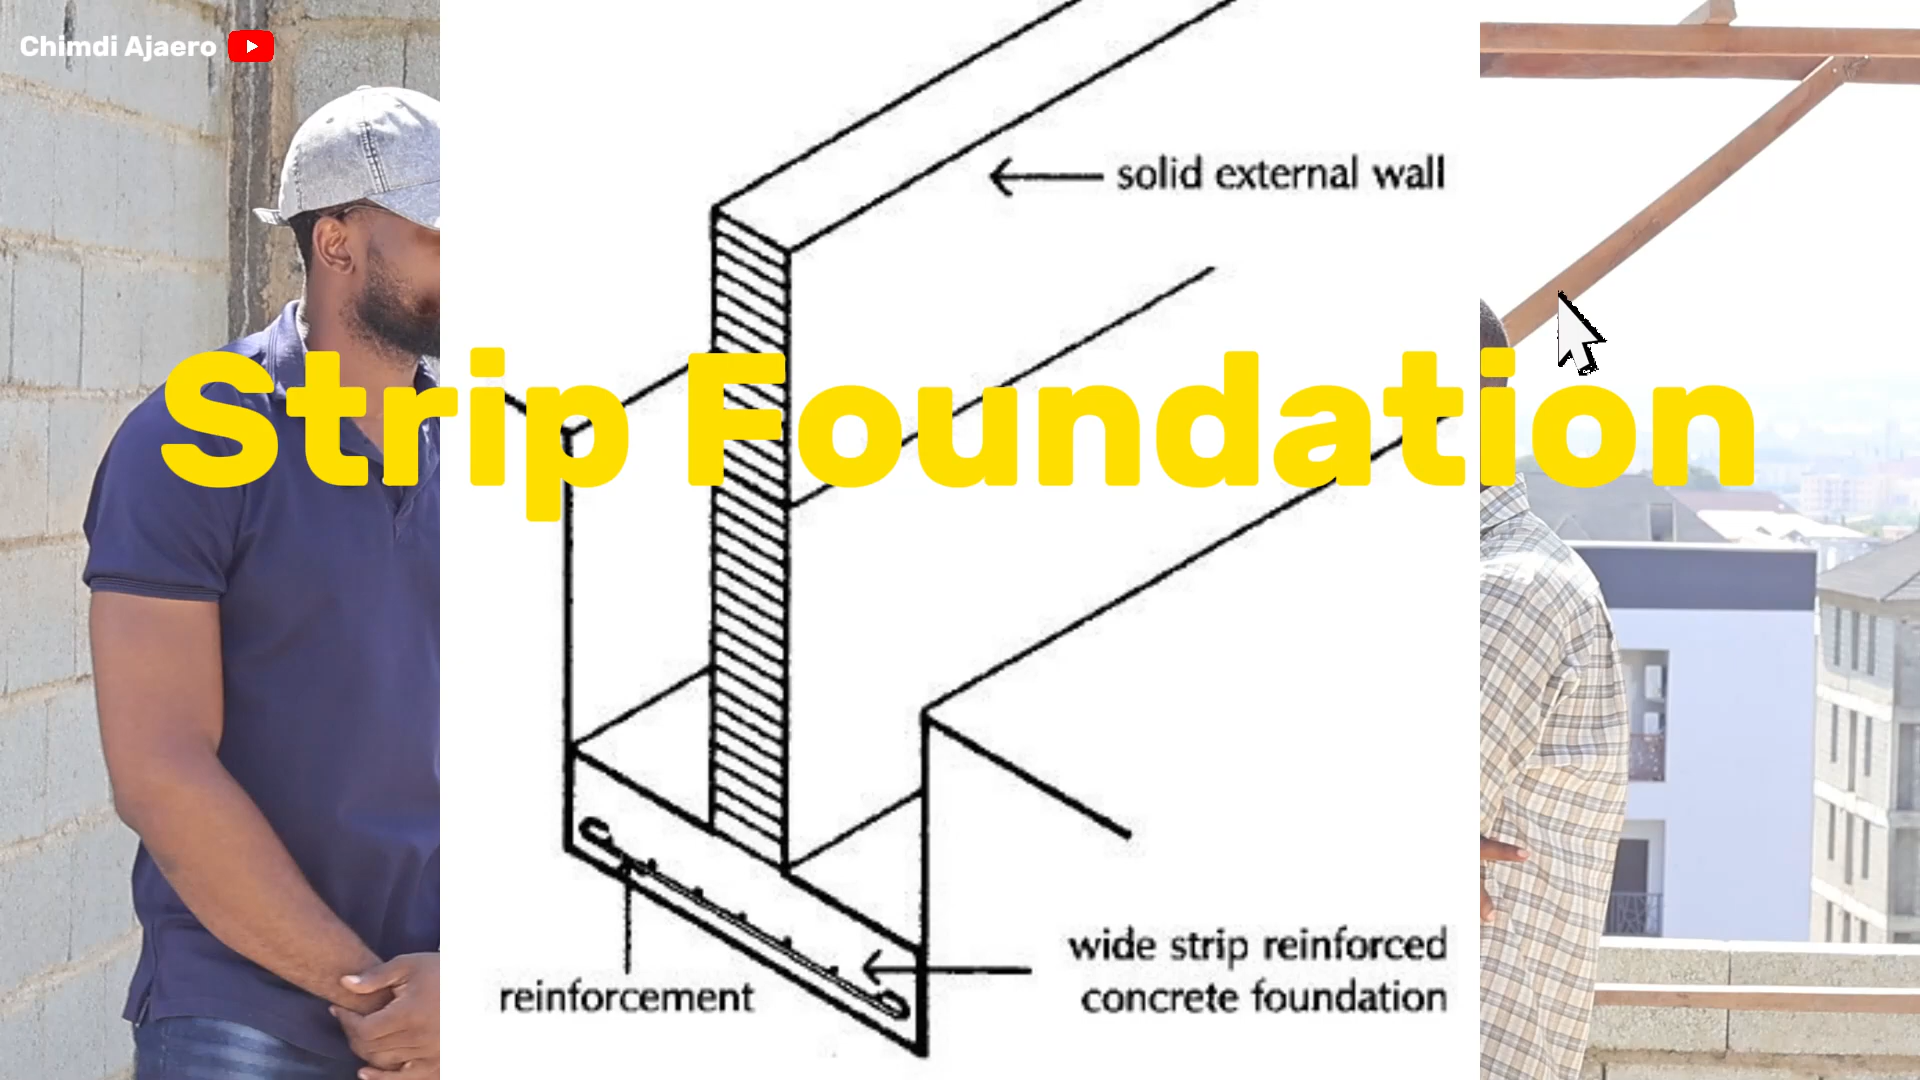 Chimdi Ajaero
solid external wall
Strip Foundation
wide strip reinforced
concrete foundation
reinforcement